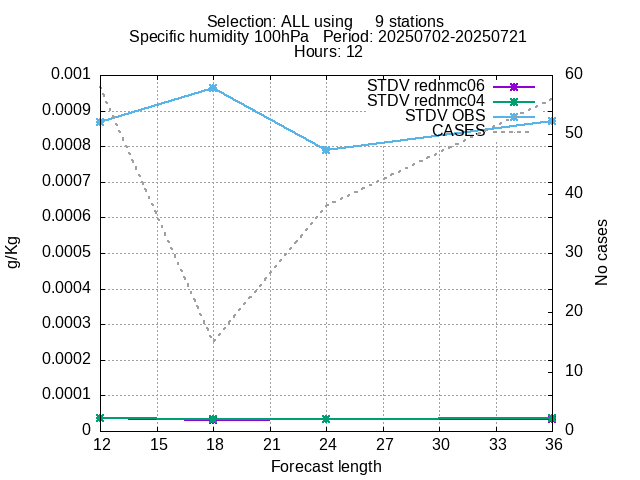 Selection: ALL using     9 stations
Specific humidity 100hPa   Period: 20250702-20250721
Hours: 12
STDV rednmc06
STDV rednmc04
STDV OBS
CASES
0.001
0.0009
0.0008
0.0007
0.0006
0.0005
0.0004
0.0003
0.0002
0.0001
0
g/Kg
60
50
40
30
20
10
0
No cases
12 15 18 21 24 27 30 33 36
Forecast length